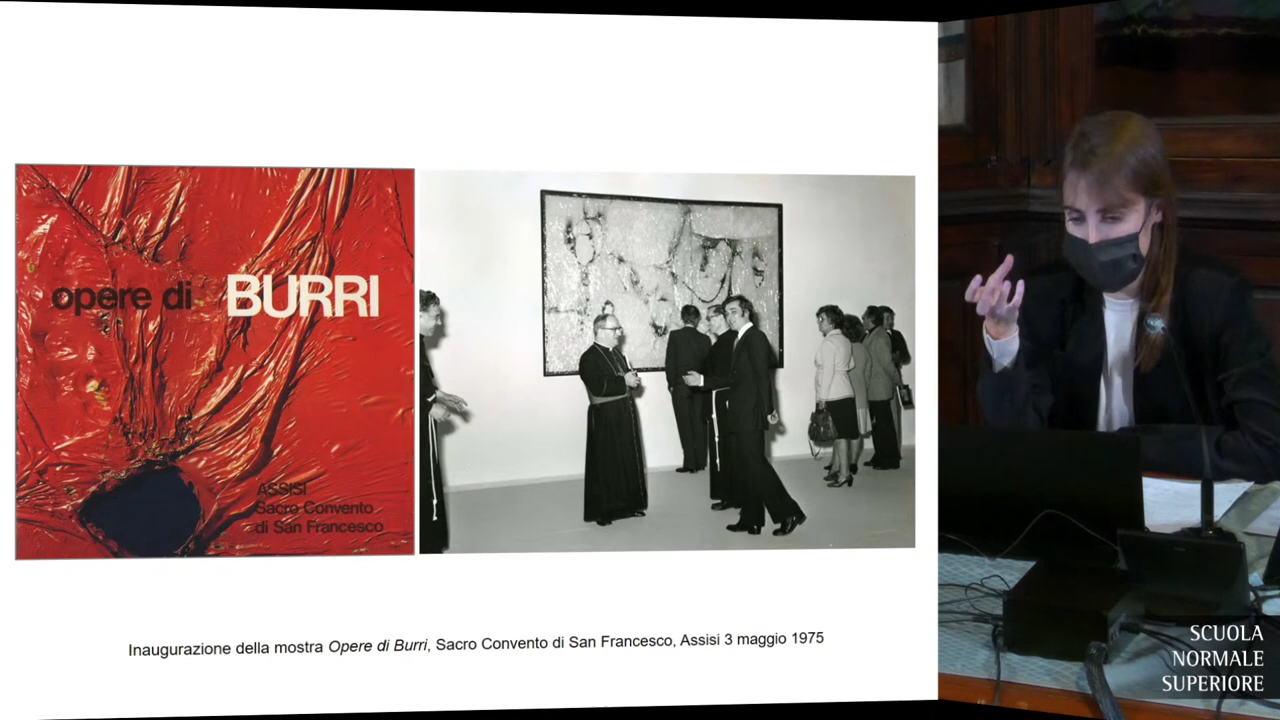 opere di BURRI
ASSISI
Sacro Convento
di San Francesco
Inaugurazione della mostra Opere di Burri, Sacro Convento di San Francesco, Assisi 3 maggio 1975
SCUOLA
NORMALE
SUPERIORE